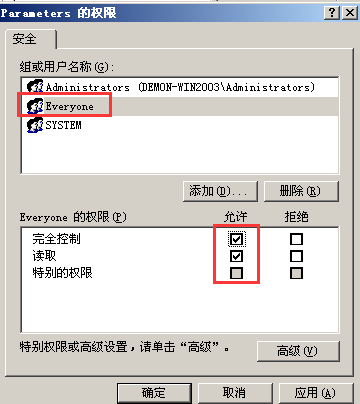 Parameters 的权限
安全
组或用户名称(G):
Administrators (DEMON-WIN2003\Administrators)
Everyone
SYSTEM
添加(D)... 删除(R)
Everyone 的权限(P) 允许 拒绝
完全控制
读取
特别的权限
特别权限或高级设置，请单击“高级”。 高级(V)
确定 取消 应用(A)